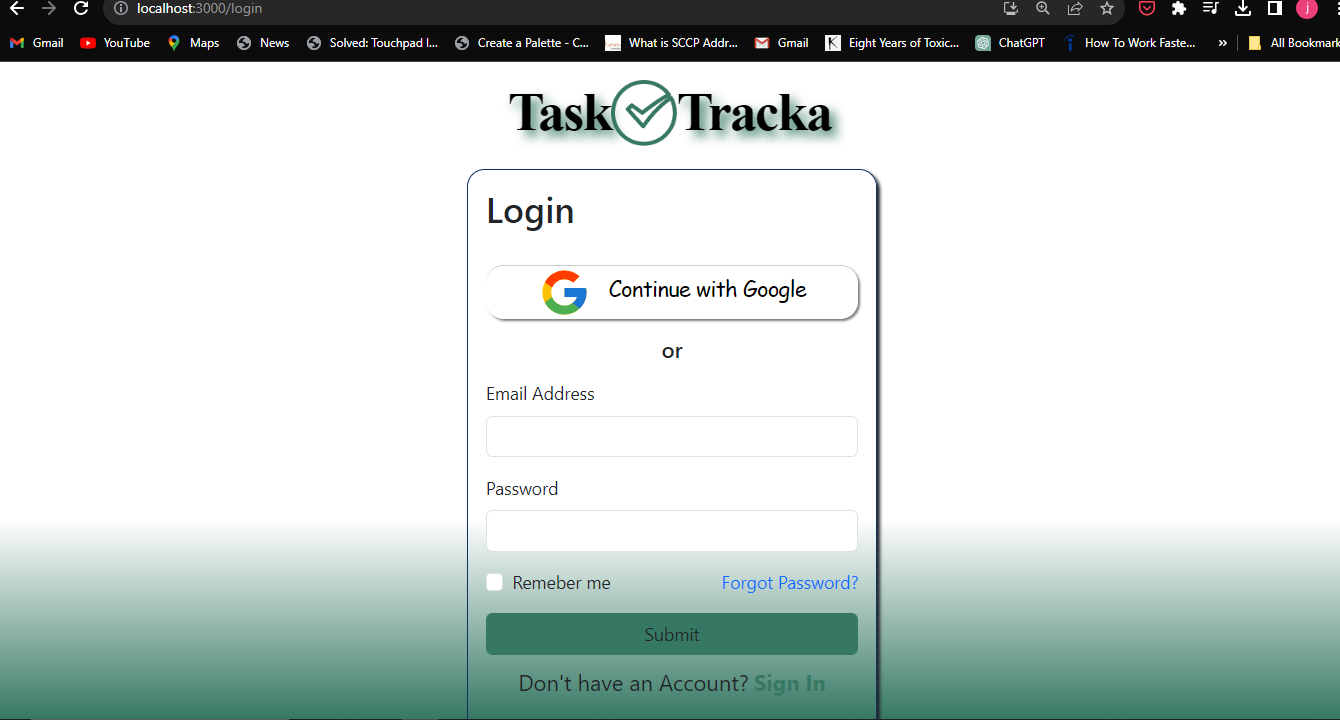 localhost:3000/login
Gmail YouTube Maps News Solved: Touchpad I... Create a Palette - C... What is SCCP Addr... Gmail Eight Years of Toxic... ChatGPT How To Work Faste... » All Bookmark
Task Tracka
Login
Continue with Google
or
Email Address
Password
Remeber me Forgot Password?
Submit
Don't have an Account? Sign In